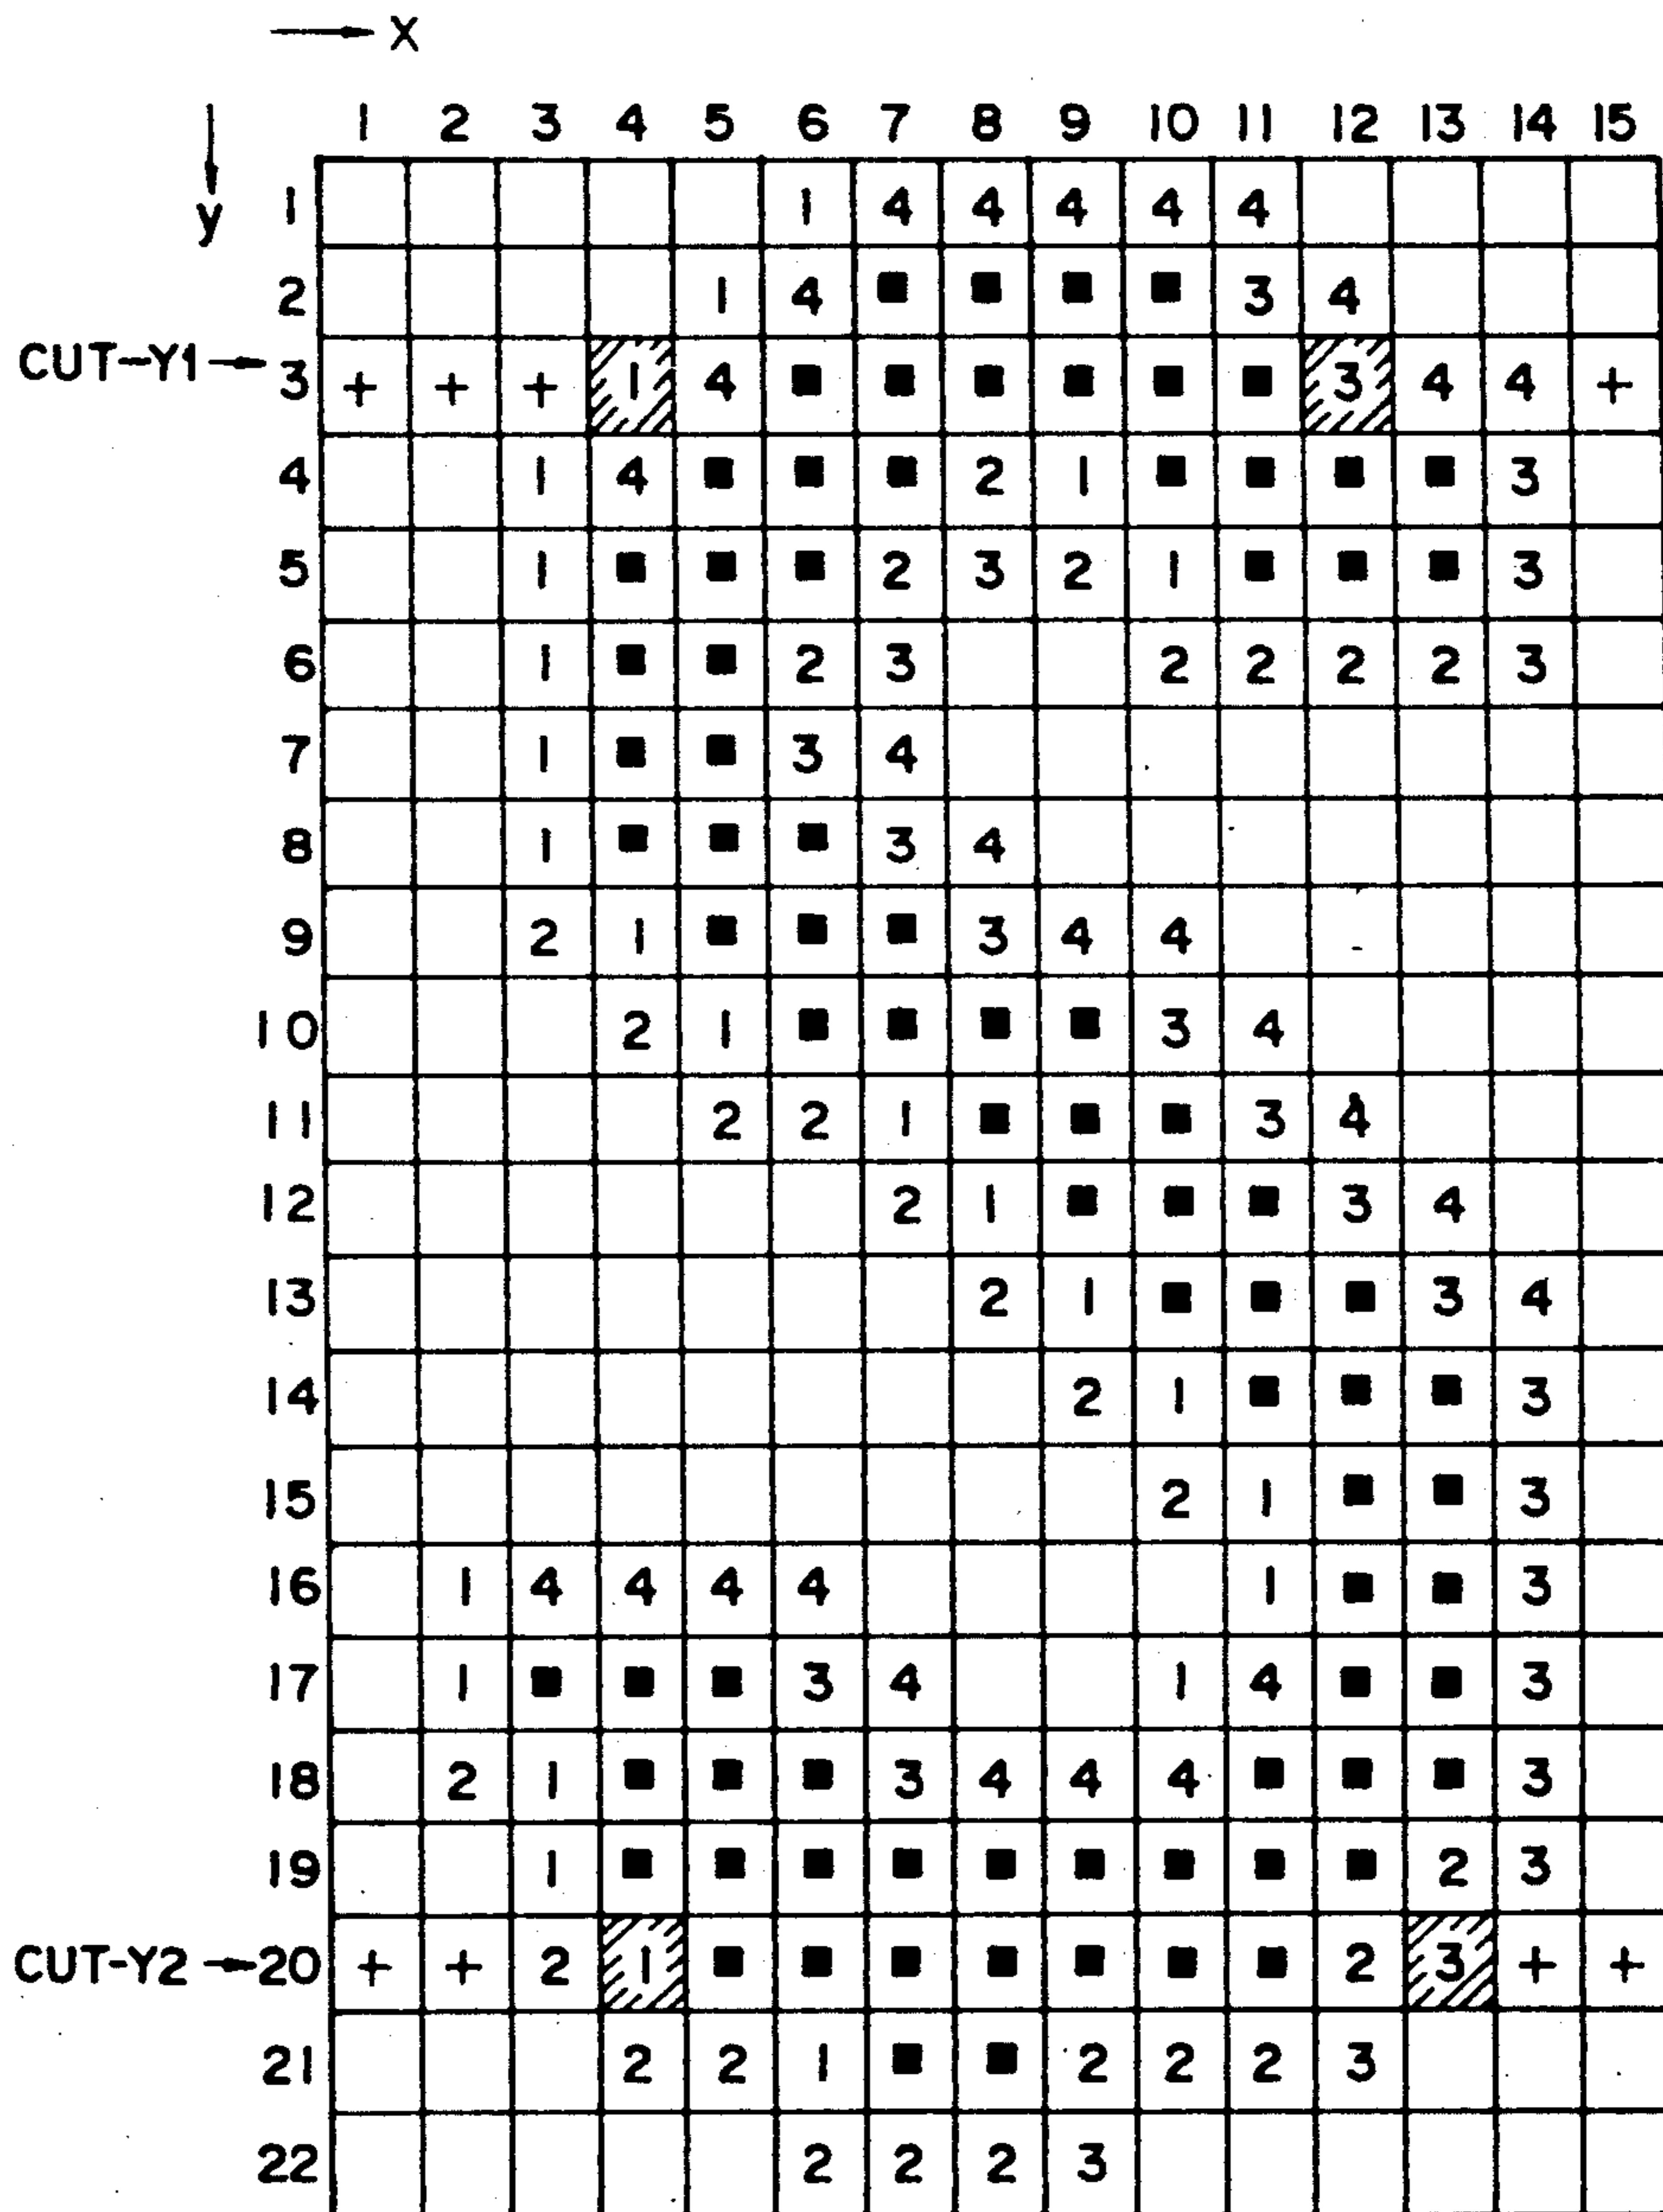 → X
↓ y
1 2 3 4 5 6 7 8 9 10 11 12 13 14 15
1 1 4 4 4 4 4
2 1 4 ■ ■ ■ ■ 3 4
CUT-Y1 → 3 + + + 1 4 ■ ■ ■ ■ ■ ■ 3 4 4 +
4 1 4 ■ ■ ■ 2 1 ■ ■ ■ ■ 3
5 1 ■ ■ ■ 2 3 2 1 ■ ■ ■ 3
6 1 ■ ■ 2 3 2 2 2 2 3
7 1 ■ ■ 3 4
8 1 ■ ■ ■ 3 4
9 2 1 ■ ■ ■ 3 4 4
10 2 1 ■ ■ ■ ■ 3 4
11 2 2 1 ■ ■ ■ 3 4
12 2 1 ■ ■ ■ 3 4
13 2 1 ■ ■ ■ 3 4
14 2 1 ■ ■ ■ 3
15 2 1 ■ ■ 3
16 1 4 4 4 4 1 ■ ■ 3
17 1 ■ ■ ■ 3 4 1 4 ■ ■ 3
18 2 1 ■ ■ ■ 3 4 4 4 ■ ■ ■ 3
19 1 ■ ■ ■ ■ ■ ■ ■ ■ ■ 2 3
CUT-Y2 → 20 + + 2 1 ■ ■ ■ ■ ■ ■ ■ 2 3 + +
21 2 2 1 ■ ■ 2 2 2 3
22 2 2 2 3